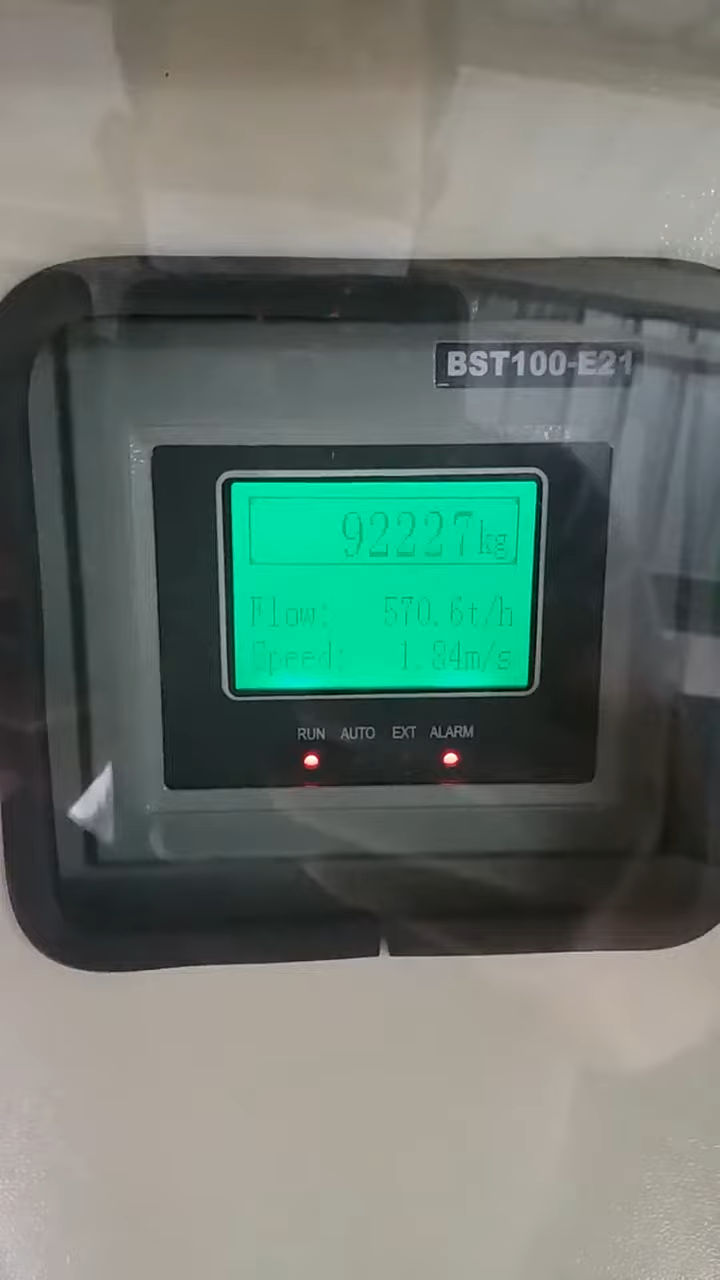 BST100-E21
92227kg
Flow: 570.6t/h
Speed: 1.84m/s
RUN AUTO EXT ALARM